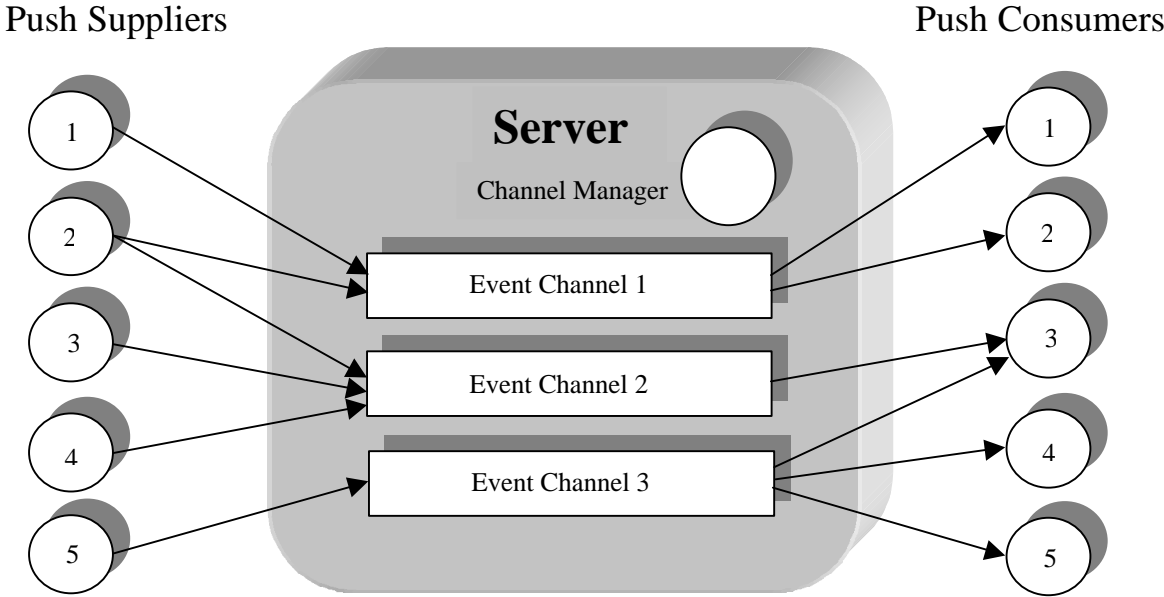 Push Suppliers
Push Consumers
Server
Channel Manager
1
2
3
4
5
Event Channel 1
Event Channel 2
Event Channel 3
1
2
3
4
5